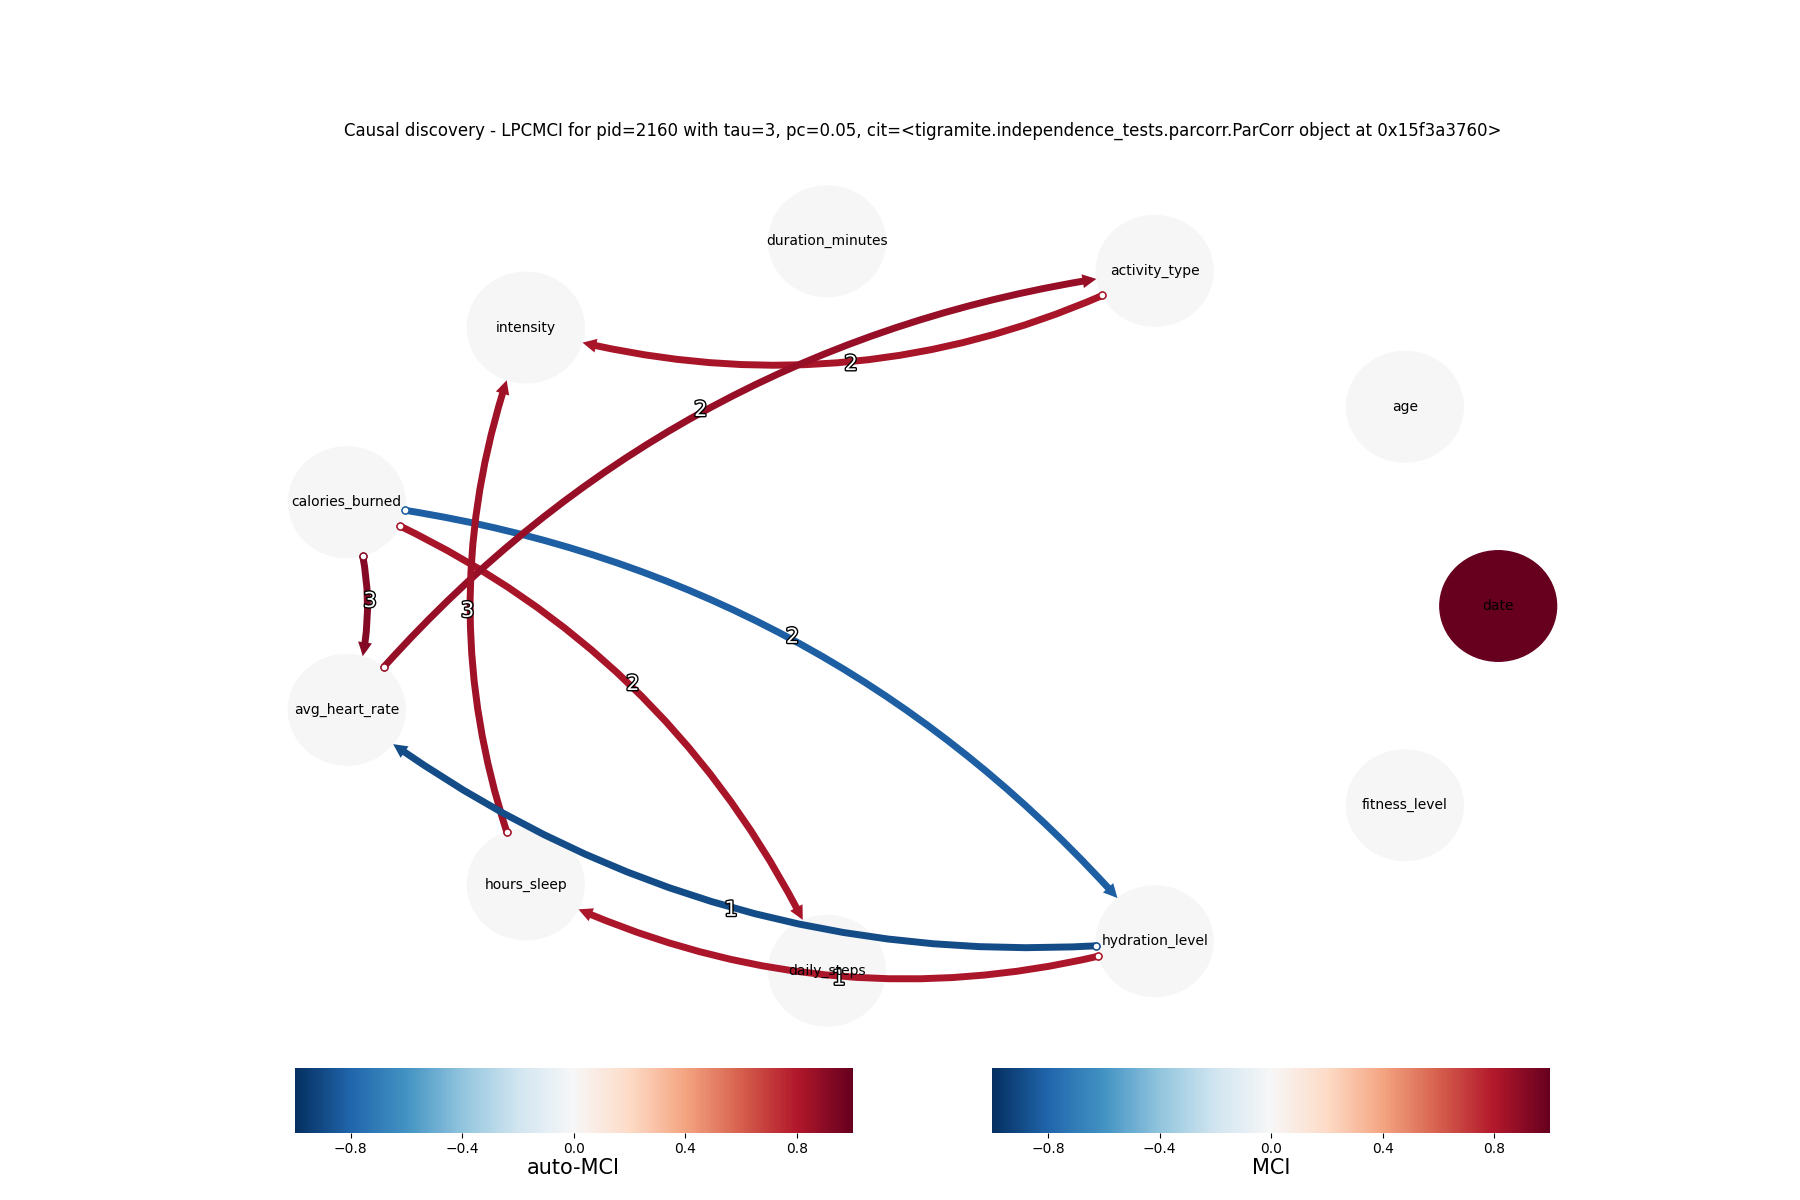 Causal discovery - LPCMCI for pid=2160 with tau=3, pc=0.05, cit=<tigramite.independence_tests.parcorr.ParCorr object at 0x15f3a3760>
duration_minutes
activity_type
intensity
2
2
age
calories_burned
3
3
date
2
2
avg_heart_rate
fitness_level
hours_sleep
1
hydration_level
daily_steps
1
−0.8 −0.4 0.0 0.4 0.8
auto-MCI
−0.8 −0.4 0.0 0.4 0.8
MCI